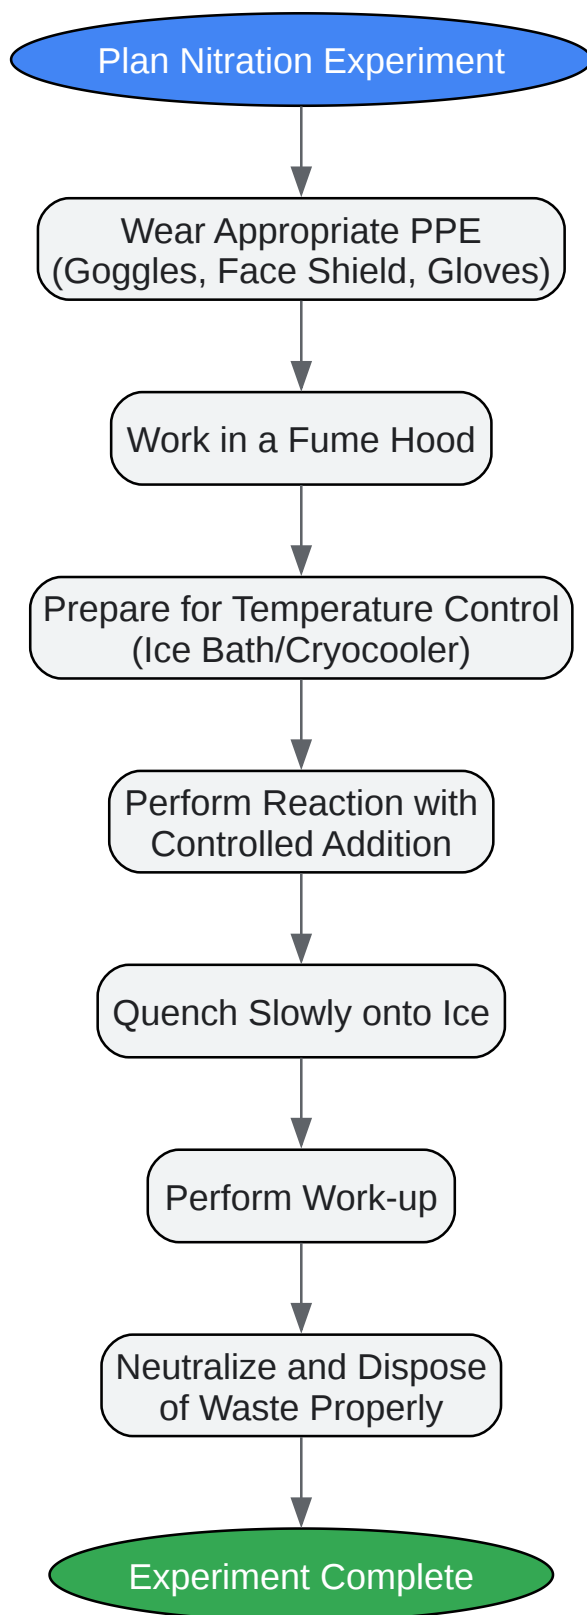 Plan Nitration Experiment
Wear Appropriate PPE
(Goggles, Face Shield, Gloves)
Work in a Fume Hood
Prepare for Temperature Control
(Ice Bath/Cryocooler)
Perform Reaction with
Controlled Addition
Quench Slowly onto Ice
Perform Work-up
Neutralize and Dispose
of Waste Properly
Experiment Complete